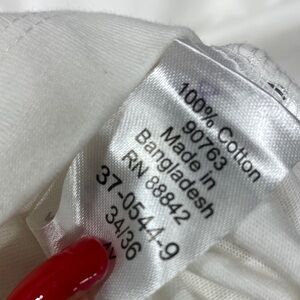 100% Cotton
90763
Made in
Bangladesh
RN 88842
37-0544-9
34/36